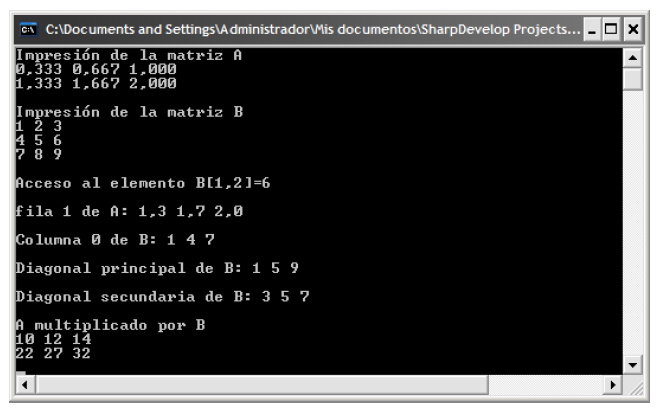 C:\Documents and Settings\Administrador\Mis documentos\SharpDevelop Projects...
Impresión de la matriz A
0,333 0,667 1,000
1,333 1,667 2,000
Impresión de la matriz B
1 2 3
4 5 6
7 8 9
Acceso al elemento B[1,2]=6
fila 1 de A: 1,3 1,7 2,0
Columna 0 de B: 1 4 7
Diagonal principal de B: 1 5 9
Diagonal secundaria de B: 3 5 7
A multiplicado por B
10 12 14
22 27 32